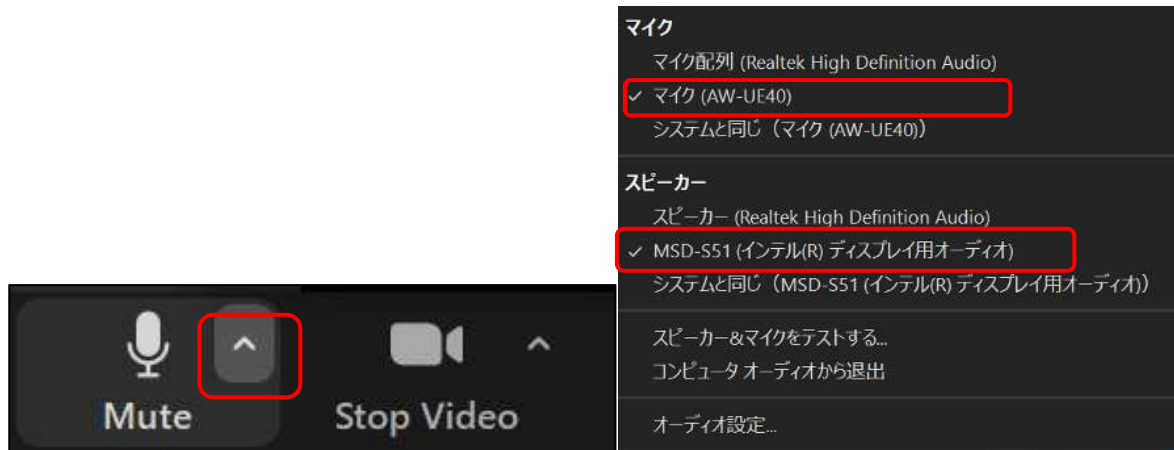 Mute
Stop Video
マイク
マイク配列 (Realtek High Definition Audio)
マイク (AW-UE40)
システムと同じ（マイク (AW-UE40)）
スピーカー
スピーカー (Realtek High Definition Audio)
MSD-S51 (インテル(R) ディスプレイ用オーディオ)
システムと同じ（MSD-S51 (インテル(R) ディスプレイ用オーディオ)）
スピーカー&マイクをテストする...
コンピュータ オーディオから退出
オーディオ設定...